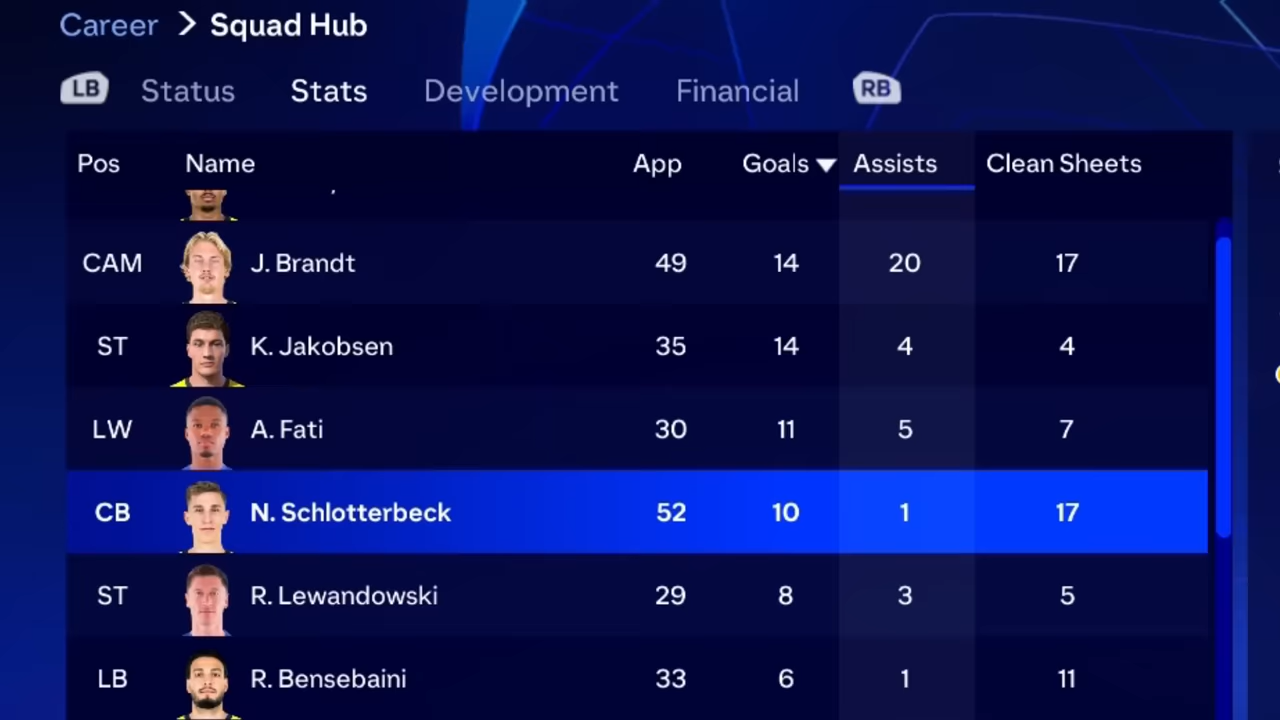 Career > Squad Hub
LB Status Stats Development Financial RB
Pos Name App Goals Assists Clean Sheets
CAM J. Brandt 49 14 20 17
ST K. Jakobsen 35 14 4 4
LW A. Fati 30 11 5 7
CB N. Schlotterbeck 52 10 1 17
ST R. Lewandowski 29 8 3 5
LB R. Bensebaini 33 6 1 11